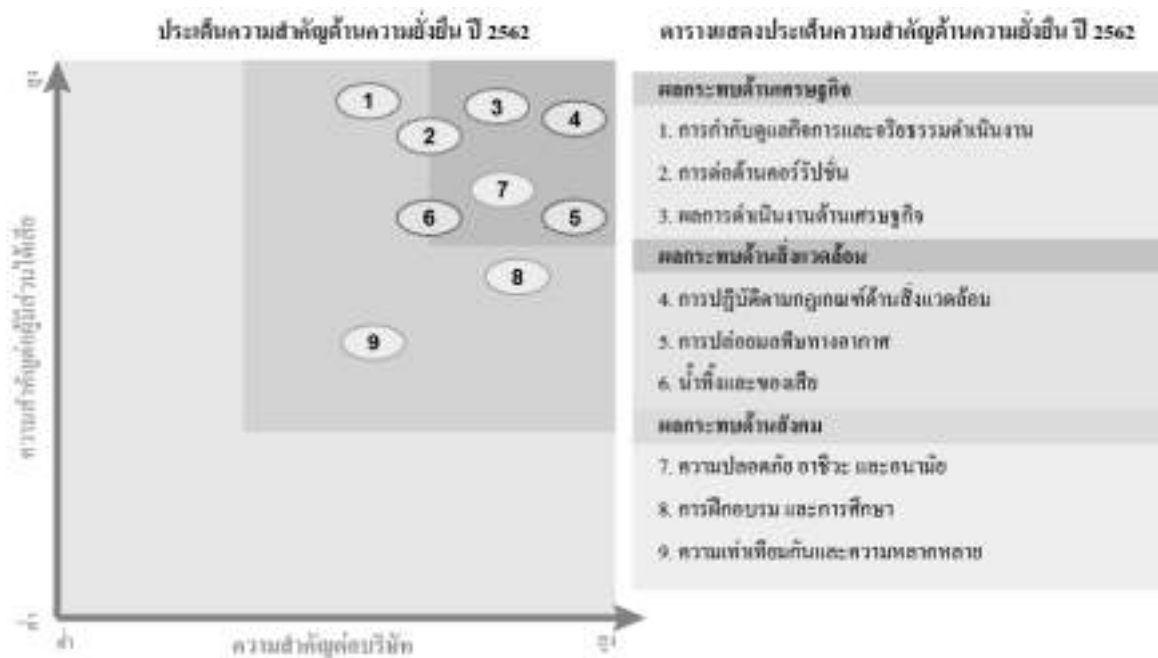 ประเด็นความสำคัญด้านความยั่งยืน ปี 2562
สูง
ความสำคัญต่อผู้มีส่วนได้เสีย
ต่ำ
1
2
3
4
7
6
5
8
9
ต่ำ
ความสำคัญต่อบริษัท
สูง
ตารางแสดงประเด็นความสำคัญด้านความยั่งยืน ปี 2562
ผลกระทบด้านเศรษฐกิจ
1. การกำกับดูแลกิจการและจริยธรรมดำเนินงาน
2. การต่อต้านคอร์รัปชั่น
3. ผลการดำเนินงานด้านเศรษฐกิจ
ผลกระทบด้านสิ่งแวดล้อม
4. การปฏิบัติตามกฎเกณฑ์ด้านสิ่งแวดล้อม
5. การปล่อยมลพิษทางอากาศ
6. น้ำทิ้งและของเสีย
ผลกระทบด้านสังคม
7. ความปลอดภัย อาชีวะ และอนามัย
8. การฝึกอบรม และการศึกษา
9. ความเท่าเทียมกันและความหลากหลาย